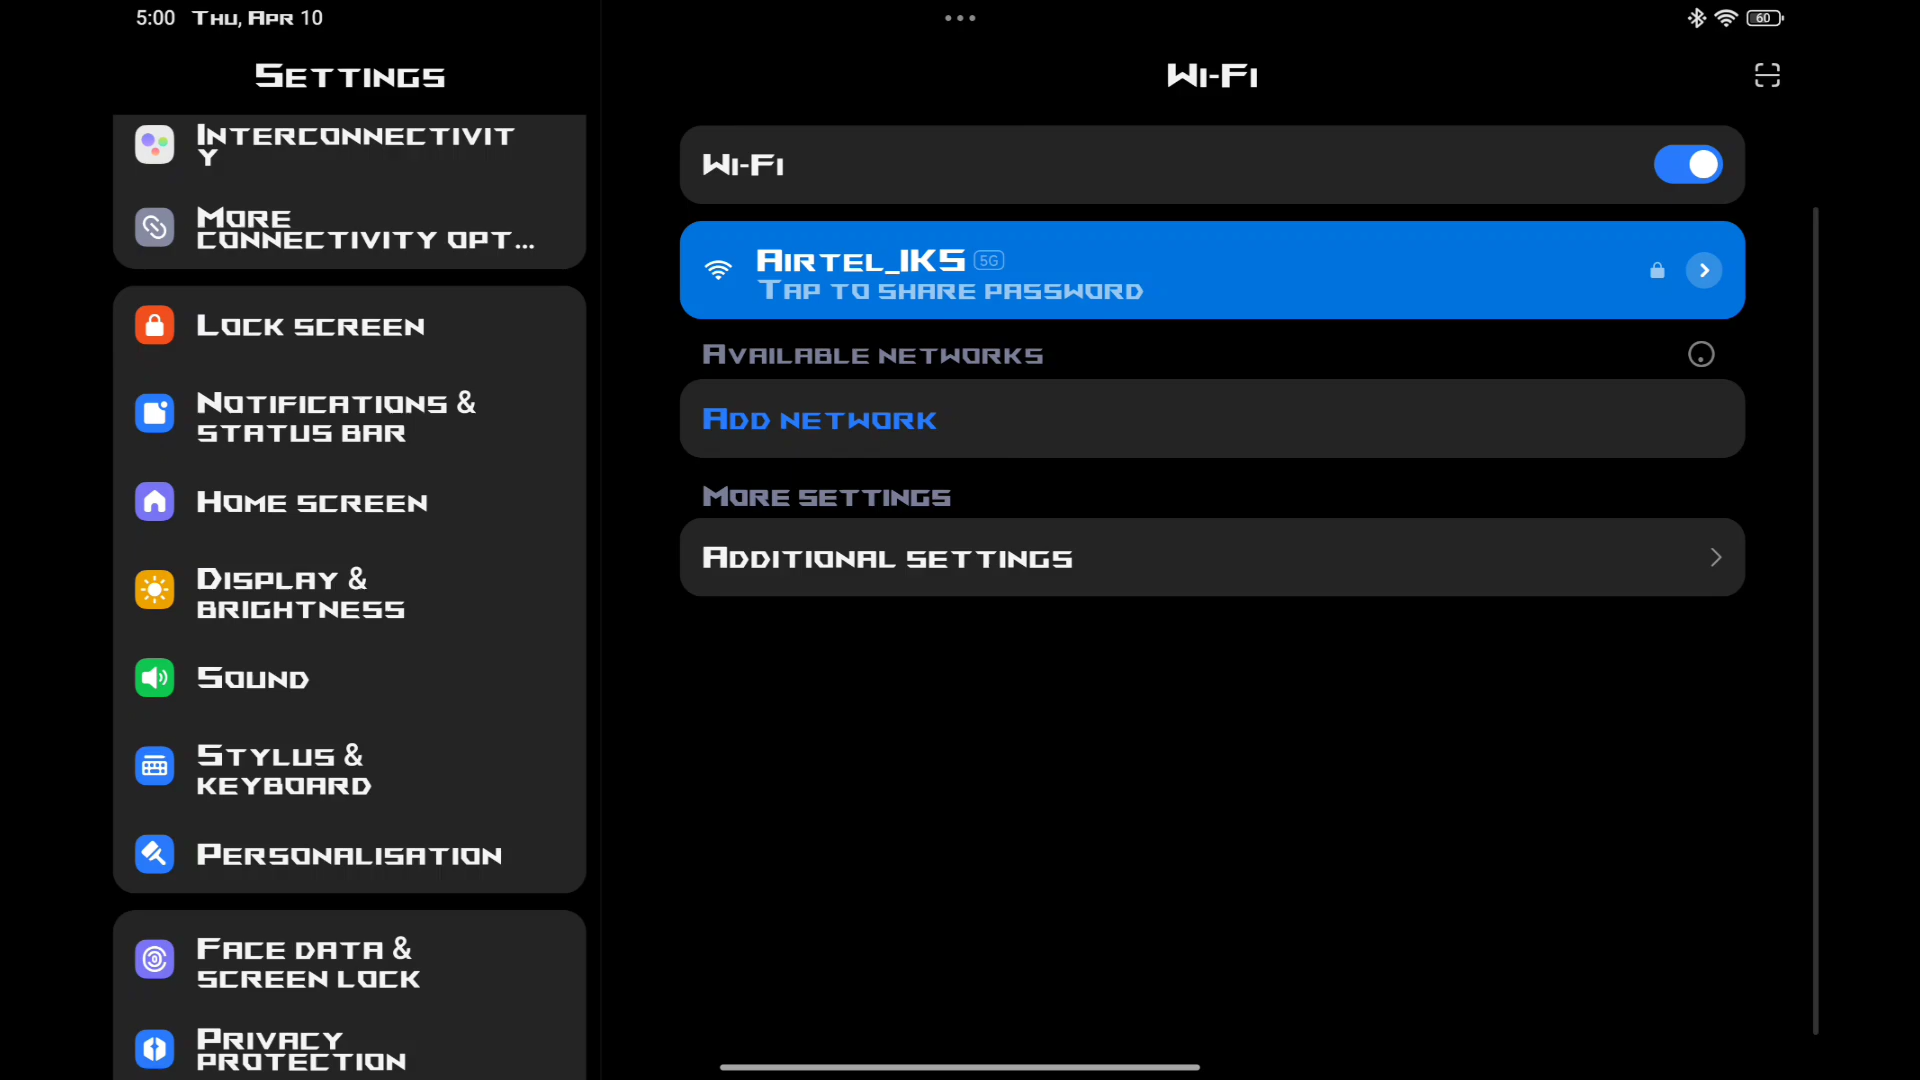 5:00 Thu, Apr 10
60
Settings
Interconnectivit
y
More
connectivity opt...
Lock screen
Notifications &
status bar
Home screen
Display &
brightness
Sound
Stylus &
keyboard
Personalisation
Face data &
screen lock
Privacy
protection
Wi-Fi
Wi-Fi
Airtel_IKS 5G
Tap to share password
Available networks
Add network
More settings
Additional settings